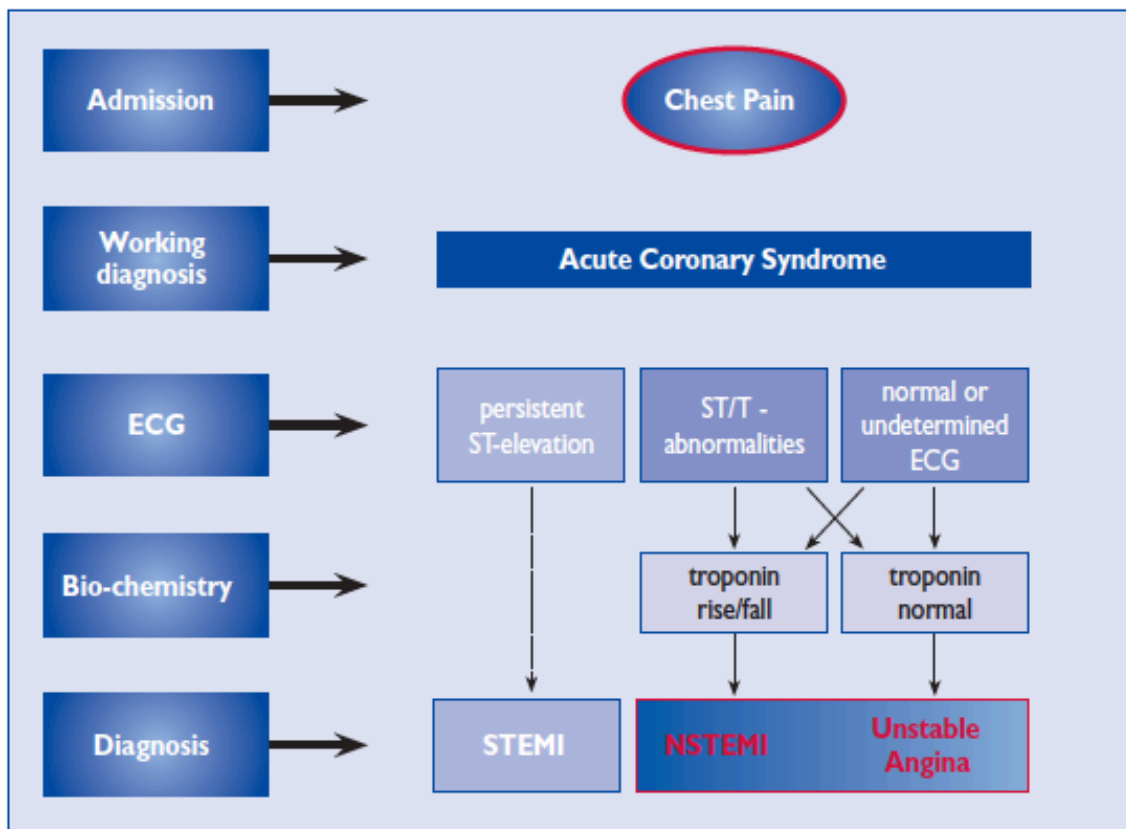 Admission
Chest Pain
Working
diagnosis
Acute Coronary Syndrome
ECG
persistent
ST-elevation
ST/T -
abnormalities
normal or
undetermined
ECG
Bio-chemistry
troponin
rise/fall
troponin
normal
Diagnosis
STEMI
NSTEMI
Unstable
Angina